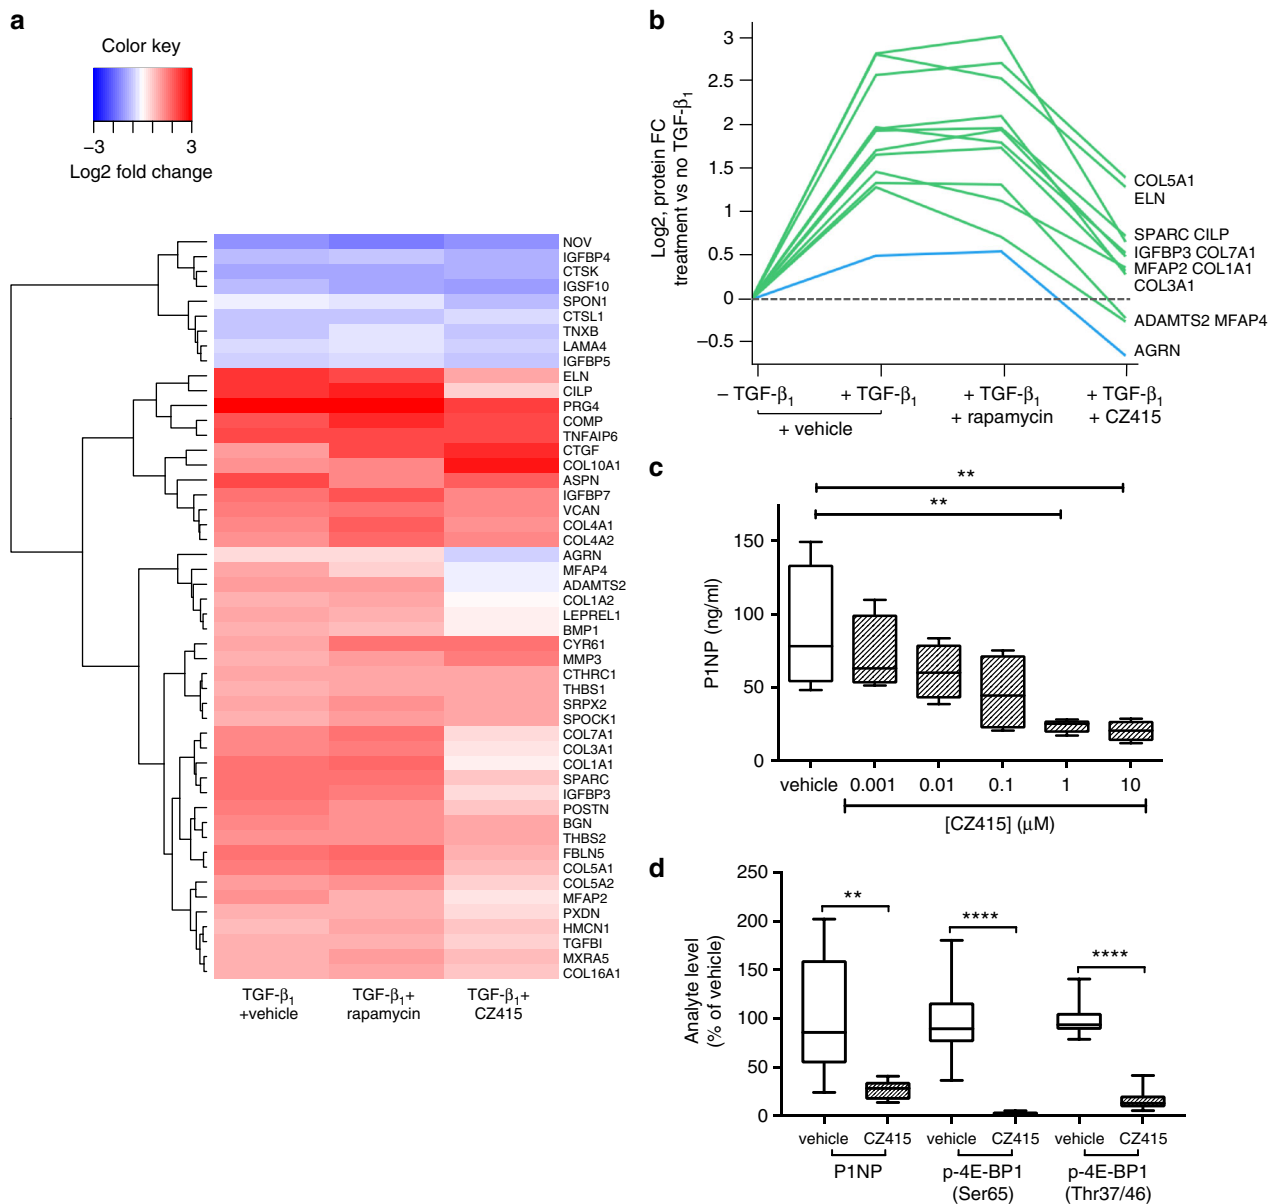 a
Color key
−3
3
Log2 fold change
NOV
IGFBP4
CTSK
IGSF10
SPON1
CTSL1
TNXB
LAMA4
IGFBP5
ELN
CILP
PRG4
COMP
TNFAIP6
CTGF
COL10A1
ASPN
IGFBP7
VCAN
COL4A1
COL4A2
AGRN
MFAP4
ADAMTS2
COL1A2
LEPREL1
BMP1
CYR61
MMP3
CTHRC1
THBS1
SRPX2
SPOCK1
COL7A1
COL3A1
COL1A1
SPARC
IGFBP3
POSTN
BGN
THBS2
FBLN5
COL5A1
COL5A2
MFAP2
PXDN
HMCN1
TGFBI
MXRA5
COL16A1
TGF-β1
+vehicle
TGF-β1+
rapamycin
TGF-β1+
CZ415
b
Log2, protein FC
treatment vs no TGF-β1
3
2.5
2
1.5
1
0.5
0
−0.5
COL5A1
ELN
SPARC CILP
IGFBP3 COL7A1
MFAP2 COL1A1
COL3A1
ADAMTS2 MFAP4
AGRN
− TGF-β1
+ TGF-β1
+ vehicle
+ TGF-β1
+ rapamycin
+ TGF-β1
+ CZ415
c
**
**
P1NP (ng/ml)
150
100
50
0
vehicle
0.001
0.01
0.1
1
10
[CZ415] (μM)
d
Analyte level
(% of vehicle)
250
200
150
100
50
0
**
****
****
vehicle
CZ415
vehicle
CZ415
vehicle
CZ415
P1NP
p-4E-BP1
(Ser65)
p-4E-BP1
(Thr37/46)